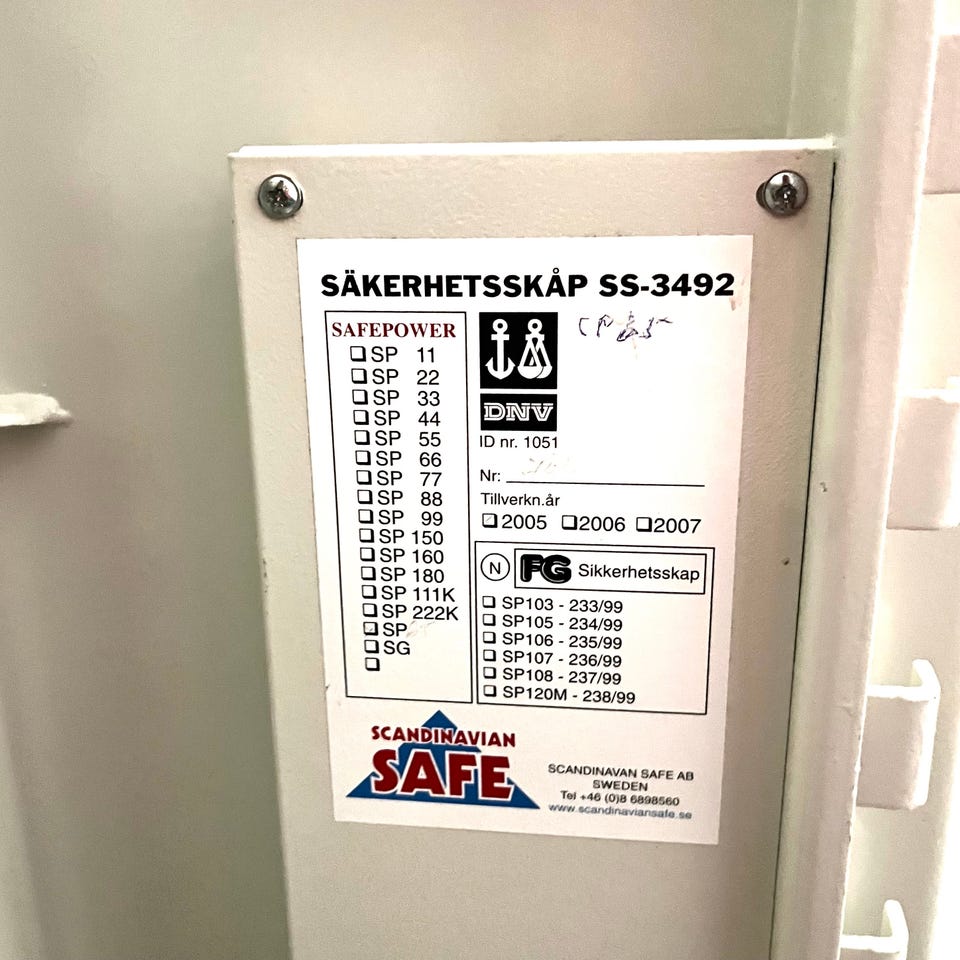 SÄKERHETSSKÅP SS-3492
SAFEPOWER
SP 11
SP 22
SP 33
SP 44
SP 55
SP 66
SP 77
SP 88
SP 99
SP 150
SP 160
SP 180
SP 111K
SP 222K
SP
SG
DNV
ID nr. 1051
Nr:
Tillverkn.år
2005 2006 2007
N FG Sikkerhetsskap
SP103 - 233/99
SP105 - 234/99
SP106 - 235/99
SP107 - 236/99
SP108 - 237/99
SP120M - 238/99
SCANDINAVIAN
SAFE
SCANDINAVAN SAFE AB
SWEDEN
Tel +46 (0)8 6898560
www.scandinaviansafe.se